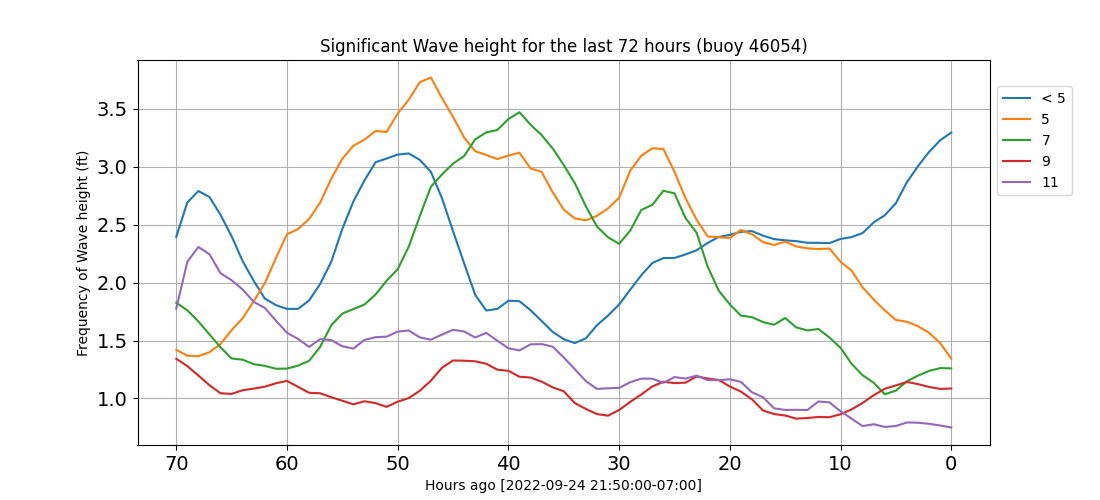 Significant Wave height for the last 72 hours (buoy 46054)
Frequency of Wave height (ft)
3.5
3.0
2.5
2.0
1.5
1.0
70 60 50 40 30 20 10 0
Hours ago [2022-09-24 21:50:00-07:00]
< 5
5
7
9
11